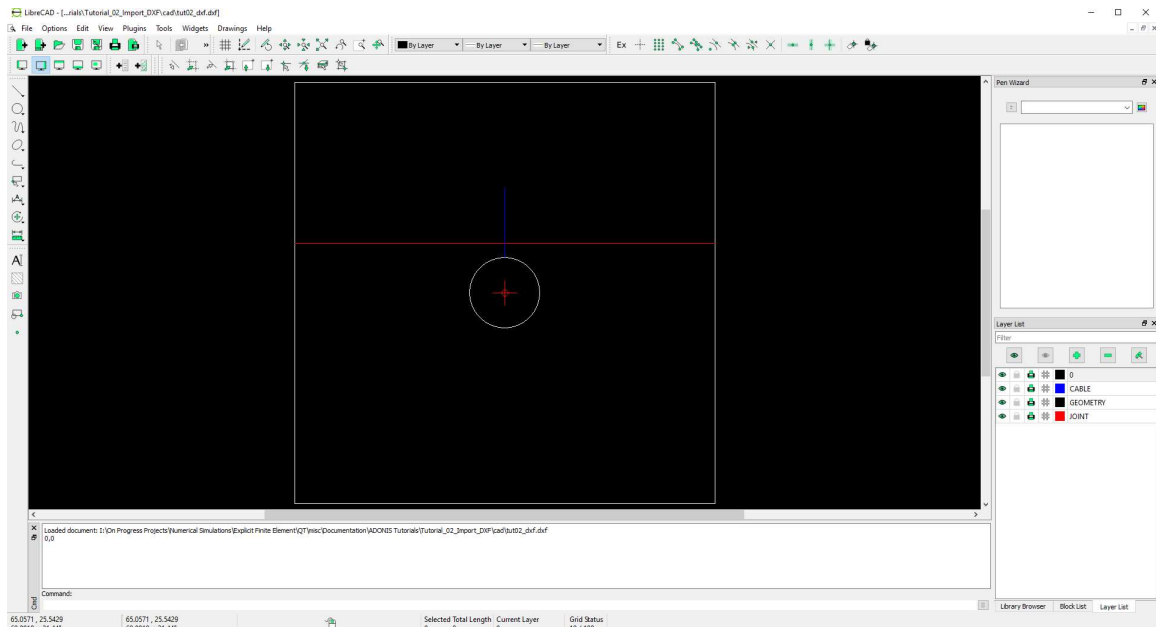 LibreCAD - [...rials\Tutorial_02_Import_DXF\cad\tut02_dxf.dxf]
File Options Edit View Plugins Tools Widgets Drawings Help
By Layer By Layer By Layer Ex
Pen Wizard
Layer List
Filter
0
CABLE
GEOMETRY
JOINT
Loaded document: I:\On Progress Projects\Numerical Simulations\Explicit Finite Element\QT\misc\Documentation\ADONIS Tutorials\Tutorial_02_Import_DXF\cad\tut02_dxf.dxf
0,0
Command:
Cmd
Library Browser Block List Layer List
65.0571 , 25.5429 65.0571 , 25.5429 Selected Total Length Current Layer Grid Status